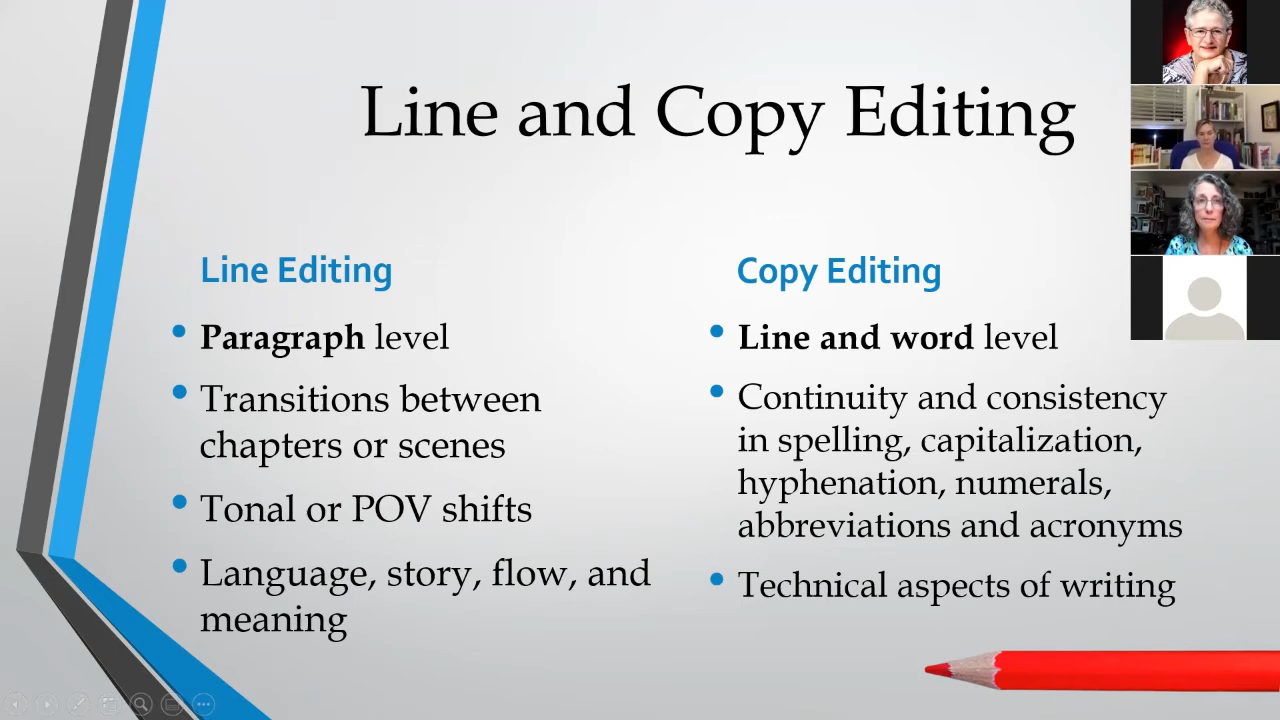 Line and Copy Editing
Line Editing
Paragraph level
Transitions between
chapters or scenes
Tonal or POV shifts
Language, story, flow, and
meaning
Copy Editing
Line and word level
Continuity and consistency
in spelling, capitalization,
hyphenation, numerals,
abbreviations and acronyms
Technical aspects of writing